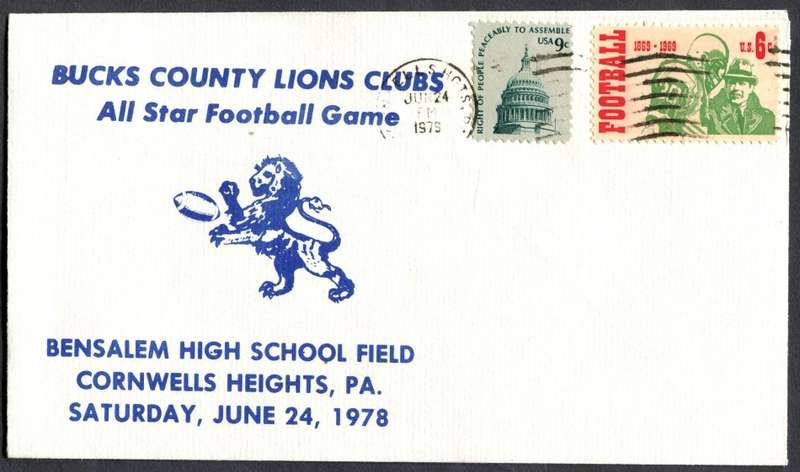 BUCKS COUNTY LIONS CLUBS
All Star Football Game
JUN 24
PM
1978
RIGHT OF PEOPLE PEACEABLY TO ASSEMBLE
USA 9c
FOOTBALL
1869-1969
U.S. 6c
BENSALEM HIGH SCHOOL FIELD
CORNWELLS HEIGHTS, PA.
SATURDAY, JUNE 24, 1978